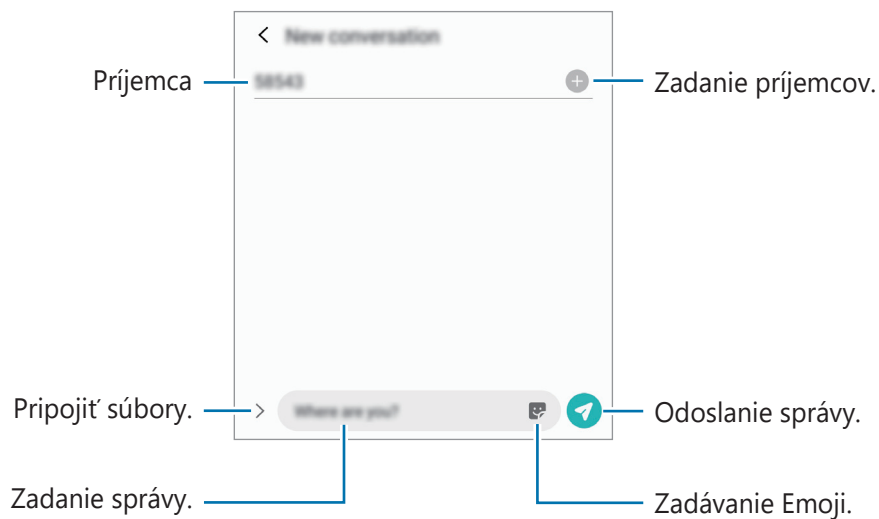 New conversation
Príjemca
58543
Zadanie príjemcov.
Pripojiť súbory.
Where are you?
Odoslanie správy.
Zadanie správy.
Zadávanie Emoji.